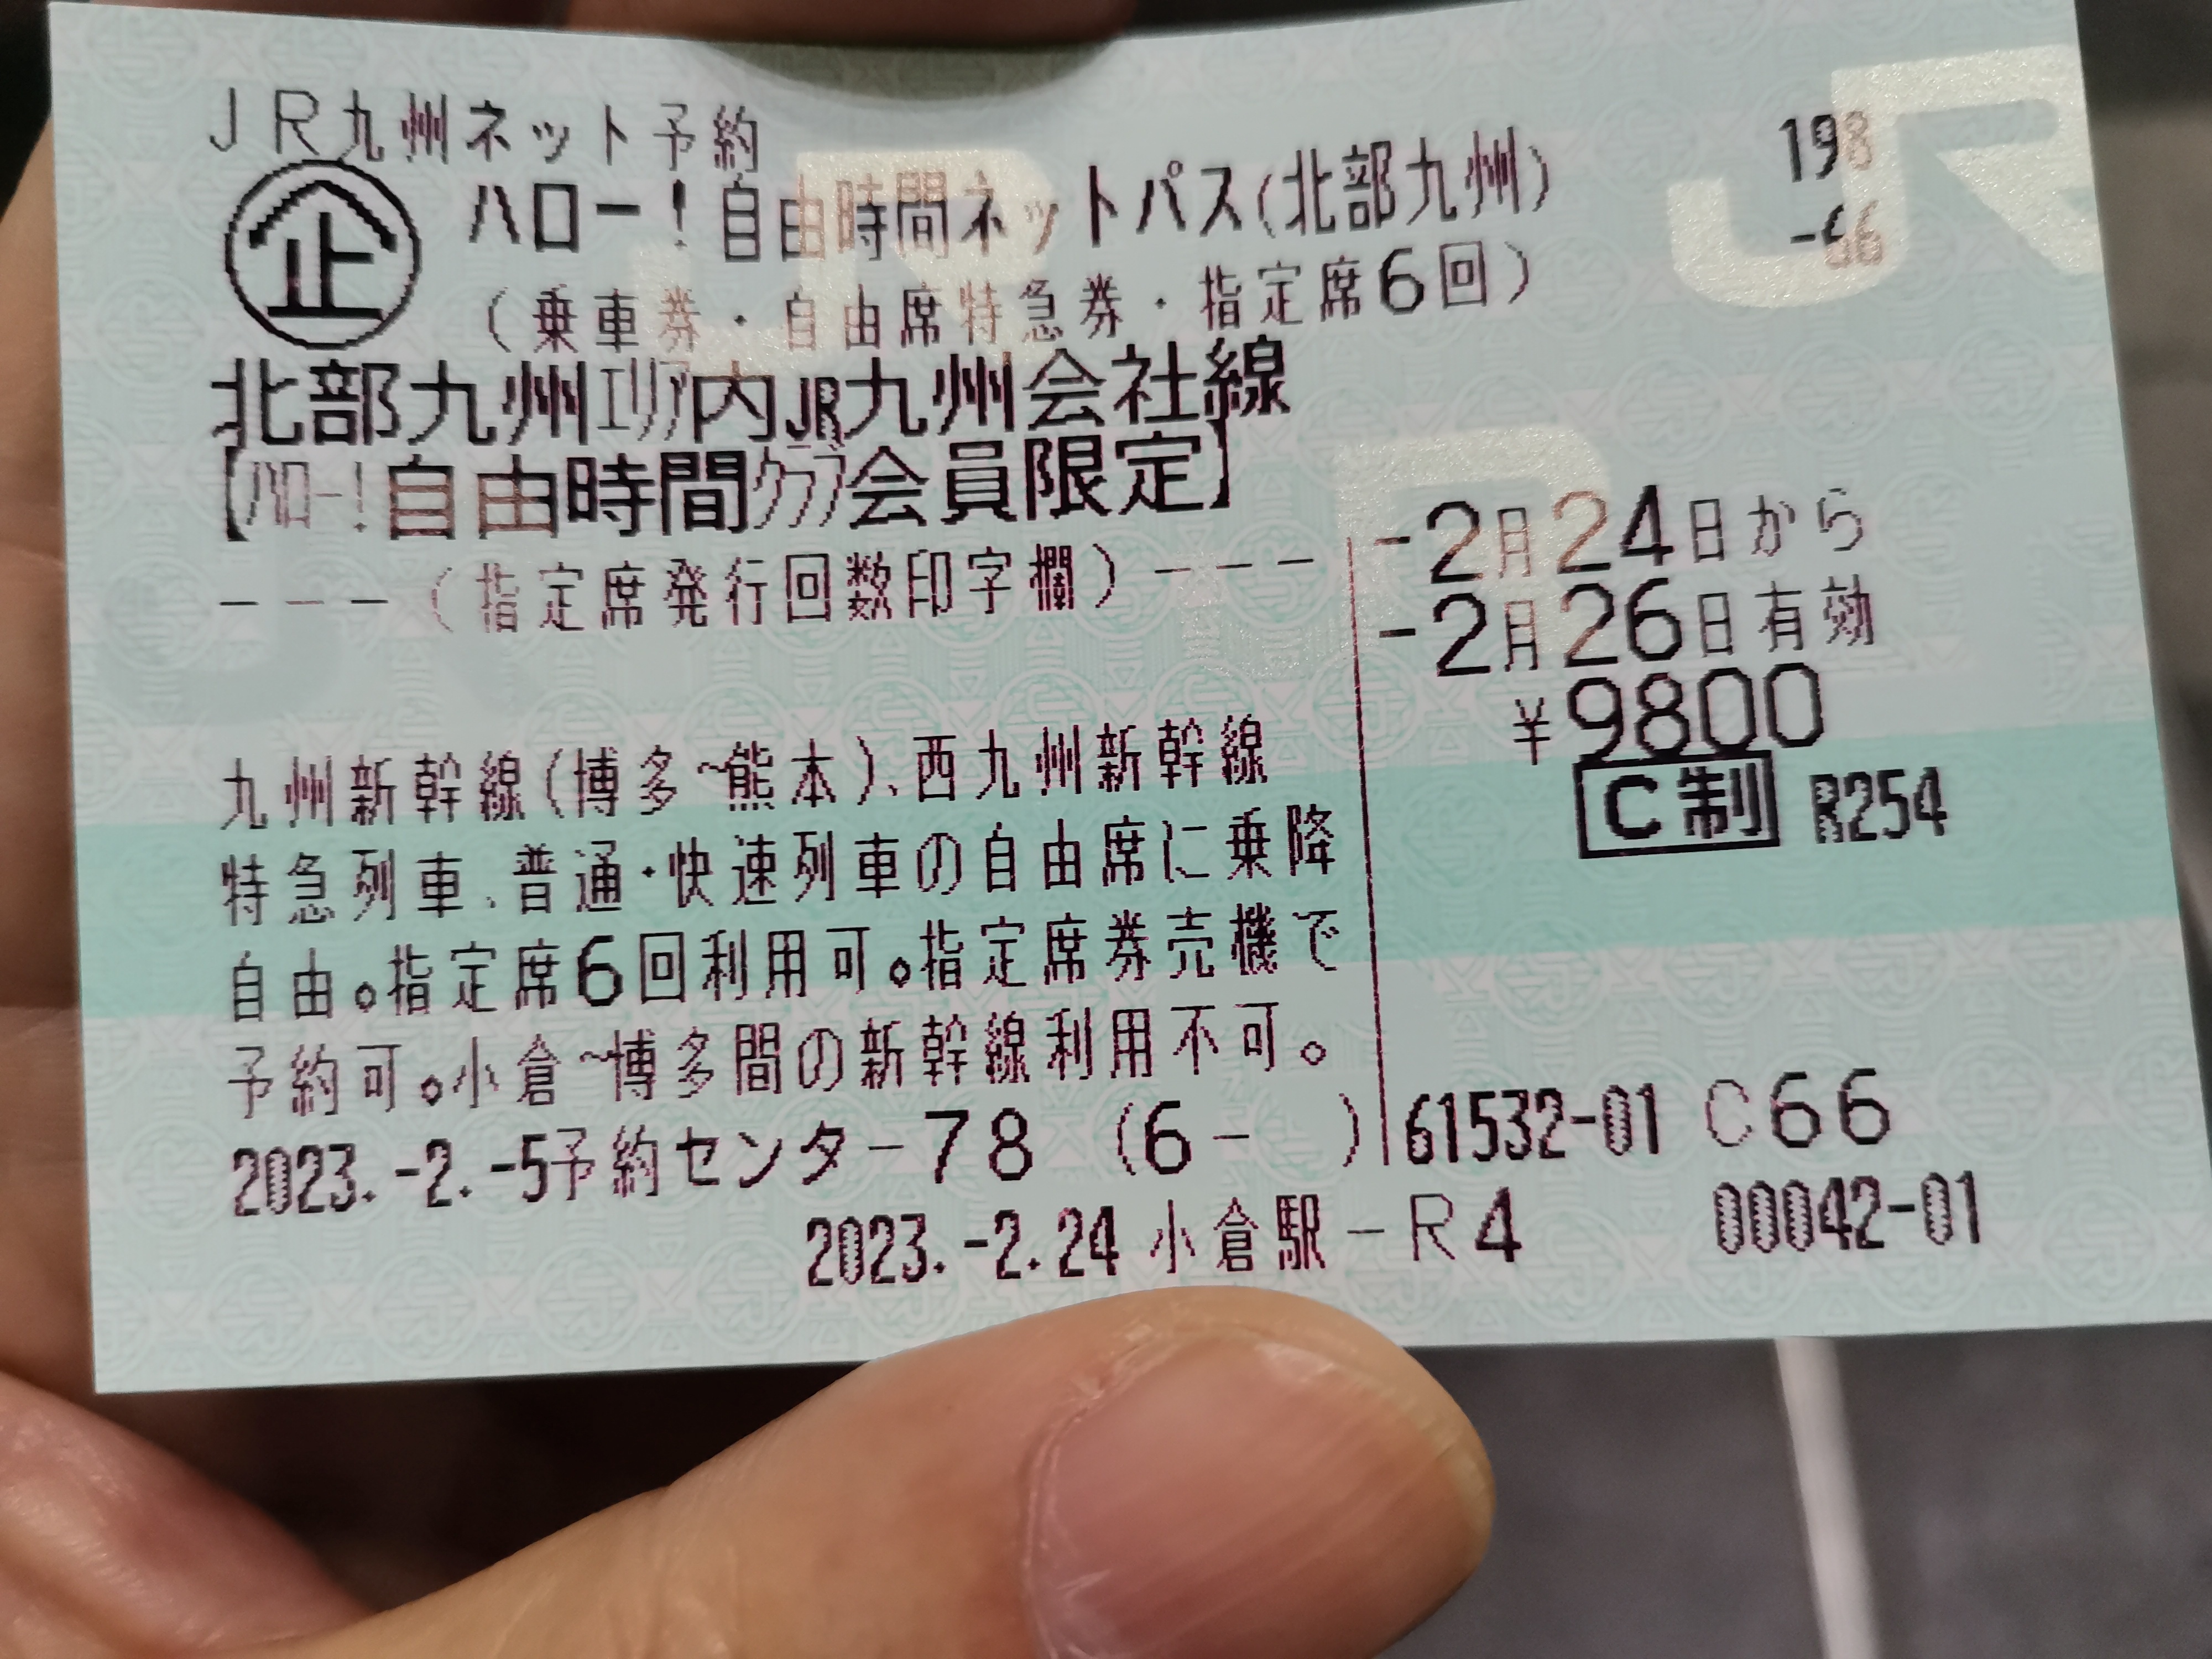 JR九州ネット予約
企 ハロー!自由時間ネットパス(北部九州)
198
(乗車券・自由席特急券・指定席6回)
-66
北部九州エリア内JR九州会社線
【ハロー!自由時間クラブ会員限定】
---(指定席発行回数印字欄)---
-2月24日から
-2月26日有効
¥9800
C制 R254
九州新幹線(博多~熊本)、西九州新幹線
特急列車、普通・快速列車の自由席に乗降
自由。指定席6回利用可。指定席券売機で
予約可。小倉~博多間の新幹線利用不可。
2023.-2.-5予約センター78 (6- ) 61532-01 C66
2023.-2.24 小倉駅-R4 00042-01